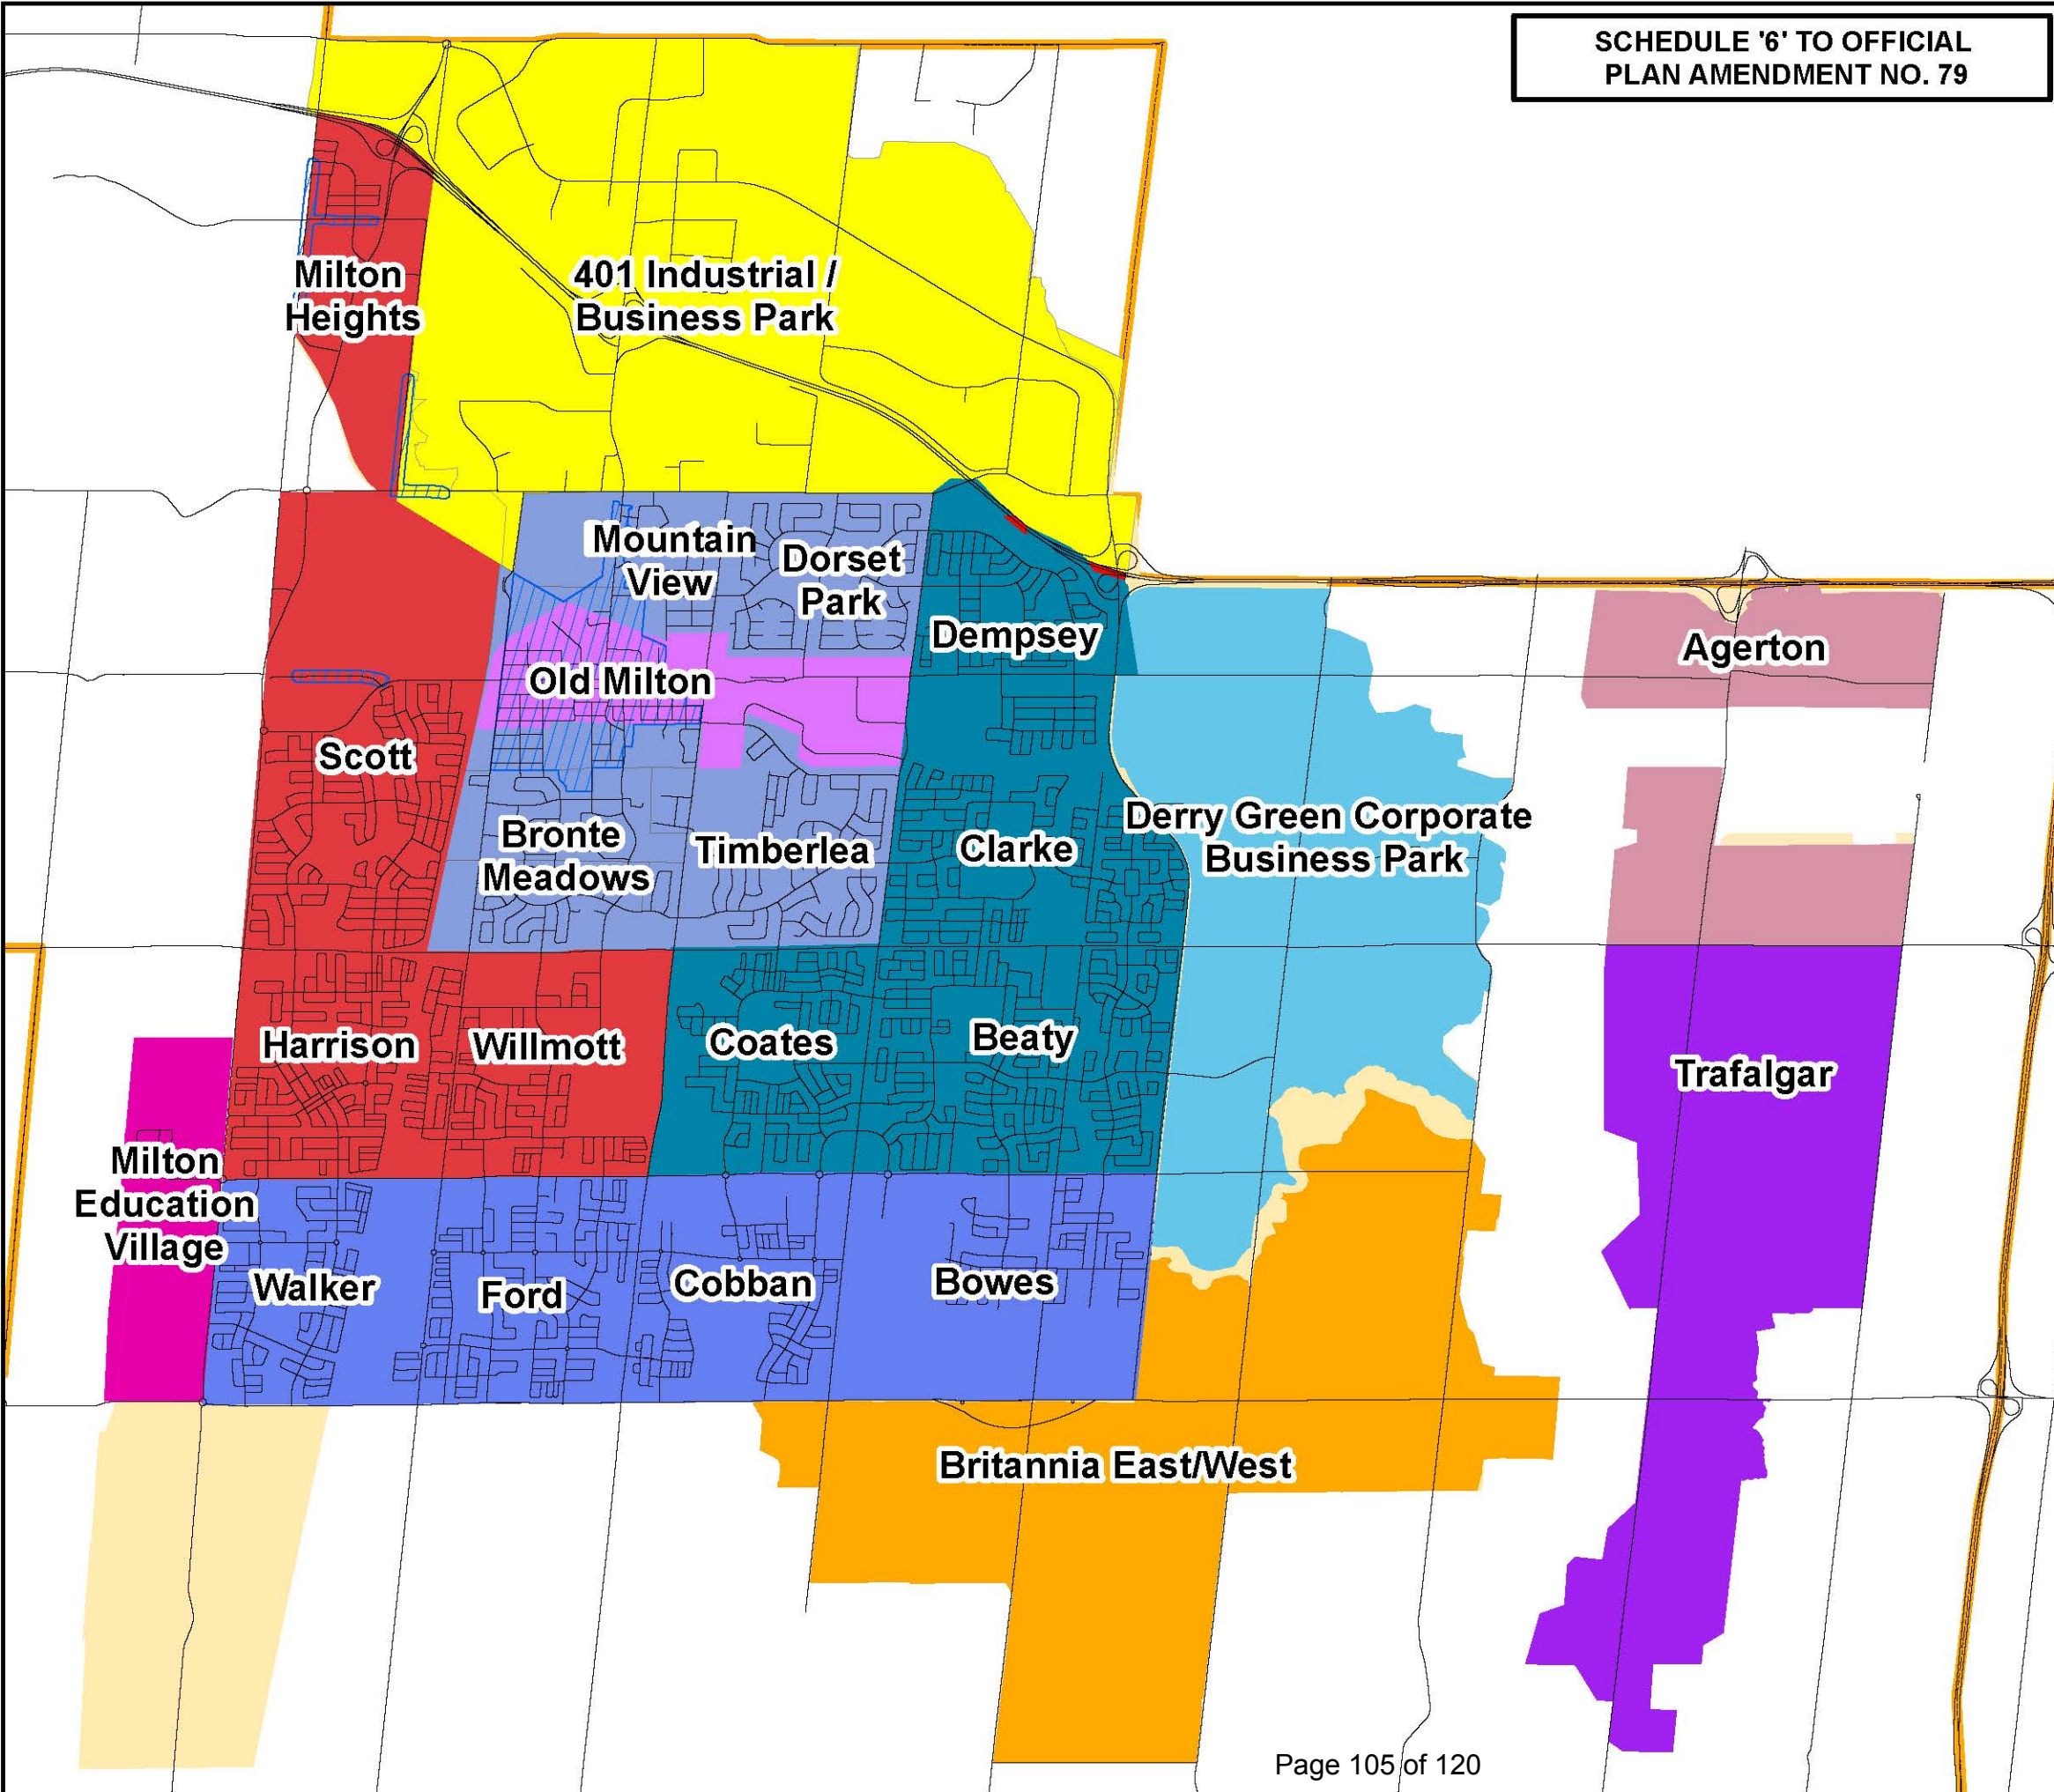 SCHEDULE '6' TO OFFICIAL
PLAN AMENDMENT NO. 79
Milton
Heights
401 Industrial /
Business Park
Mountain
View
Dorset
Park
Dempsey
Agerton
Old Milton
Scott
Bronte
Meadows
Timberlea
Clarke
Derry Green Corporate
Business Park
Harrison
Willmott
Coates
Beaty
Trafalgar
Milton
Education
Village
Walker
Ford
Cobban
Bowes
Britannia East/West
Page 105 of 120